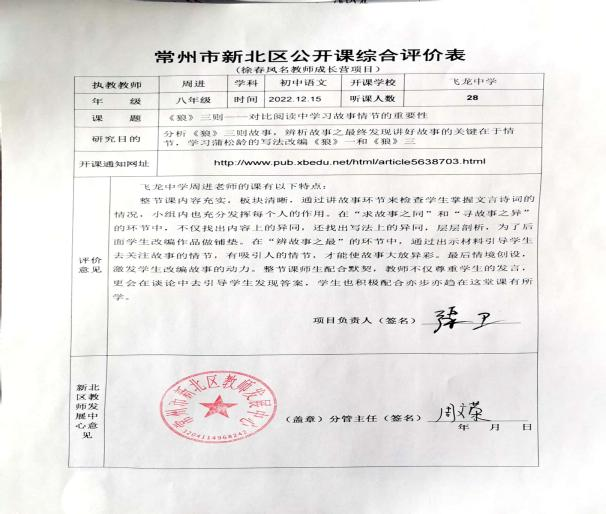 常州市新北区公开课综合评价表
(徐春凤名教师成长营项目)
执教教师 周进 学科 初中语文 开课学校 飞龙中学
年 级 八年级 时间 2022.12.15 听课人数 28
课 题 《狼》三则——对比阅读中学习故事情节的重要性
研究目的 分析《狼》三则故事，辨析故事之最终发现讲好故事的关键在于情
节，学习蒲松龄的写法改编《狼》一和《狼》三
开课通知网址 http://www.pub.xbedu.net/html/article5638703.html
评价
意见
飞龙中学周进老师的课有以下特点：
整节课内容充实，板块清晰，通过讲故事环节来检查学生掌握文言诗词的
情况，小组内也充分发挥每个人的作用。在“求故事之同”和“寻故事之异”
的环节中，不仅找出内容上的异同，还找出写法上的异同，层层剖析，为了后
面学生改编作品做铺垫。在“辨故事之最”的环节中，通过出示材料引导学生
去关注故事的情节，有吸引人的情节，才能使故事大放异彩。最后情境创设，
激发学生改编故事的动力。整节课师生配合默契，教师不仅尊重学生的发言，
更会在谈论中去引导学生发现答案，学生也积极配合亦步亦趋在这堂课有所
学。
项目负责人（签名） 张卫
新北
区教
师发
展中
心意
见
常州市新北区教师发展中心
3204114968242
（盖章）分管主任（签名） 周文荣
年 月 日